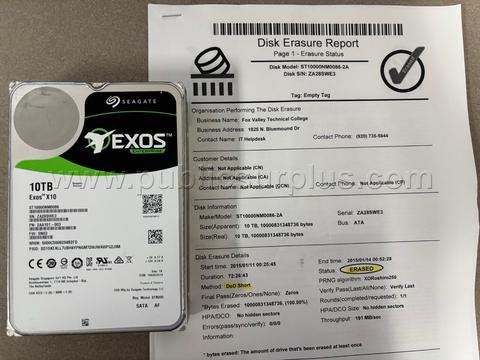 SEAGATE
EXOS™
ENTERPRISE
10TB
Exos™ X10
ST10000NM0086
SATA AF
Disk Erasure Report
Page 1 - Erasure Status
Disk Model: ST10000NM0086-2A
Disk S/N: ZA28SWE3
Tag: Empty Tag
Organisation Performing The Disk Erasure
Business Name: Fox Valley Technical College
Business Address: 1825 N. Bluemound Dr
Contact Name: IT Helpdesk
Contact Phone: (920) 735-5644
Customer Details
Name: Not Applicable (CN)
Address: Not Applicable (CA)
Contact Name: Not Applicable (CCN)
Contact Phone: Not Applicable (CP)
Disk Information
Make/Model: ST10000NM0086-2A
Serial: ZA28SWE3
Size(Apparent): 10 TB, 10000831348736 bytes
Bus: ATA
Size(Real): 10 TB, 10000831348736 bytes
Disk Erasure Details
Start time: 2015/01/11 00:25:45
End time: 2015/01/14 00:52:28
Duration: 72:26:43
Status: ERASED
Method: DoD Short
PRNG algorithm: XORoshiro256
Final Pass(Zeros/Ones/None): Zeros
Verify Pass(Last/All/None): Verify Last
*bytes erased: 10000831348736, (100.00%)
Rounds(completed/requested): 1/1
HPA/DCO: No hidden sectors
HPA/DCO Size: No hidden sectors
Errors(pass/sync/verify): 0/0/0
Throughput: 191 MB/sec
* bytes erased: The amount of drive that's been erased at least once